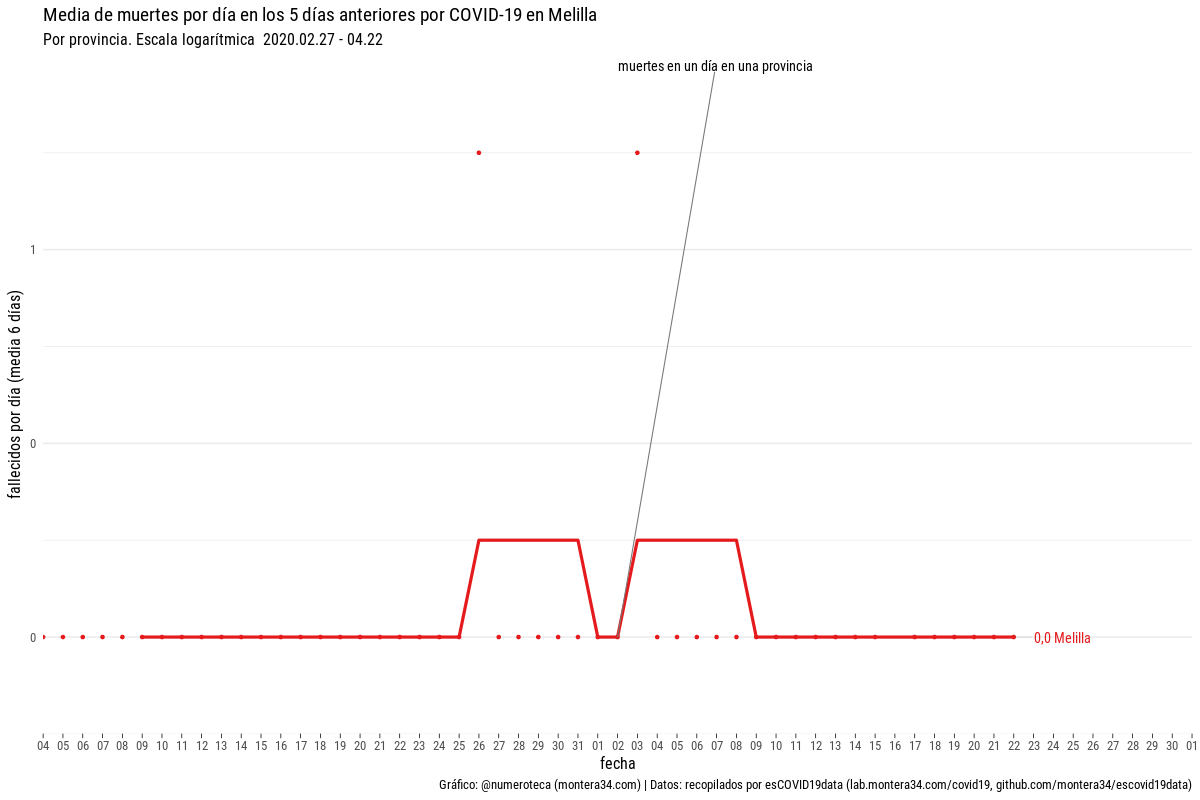 Media de muertes por día en los 5 días anteriores por COVID-19 en Melilla
Por provincia. Escala logarítmica  2020.02.27 - 04.22
muertes en un día en una provincia
1
fallecidos por día (media 6 días)
0
0
0,0 Melilla
04 05 06 07 08 09 10 11 12 13 14 15 16 17 18 19 20 21 22 23 24 25 26 27 28 29 30 31 01 02 03 04 05 06 07 08 09 10 11 12 13 14 15 16 17 18 19 20 21 22 23 24 25 26 27 28 29 30 01
fecha
Gráfico: @numeroteca (montera34.com) | Datos: recopilados por esCOVID19data (lab.montera34.com/covid19, github.com/montera34/escovid19data)